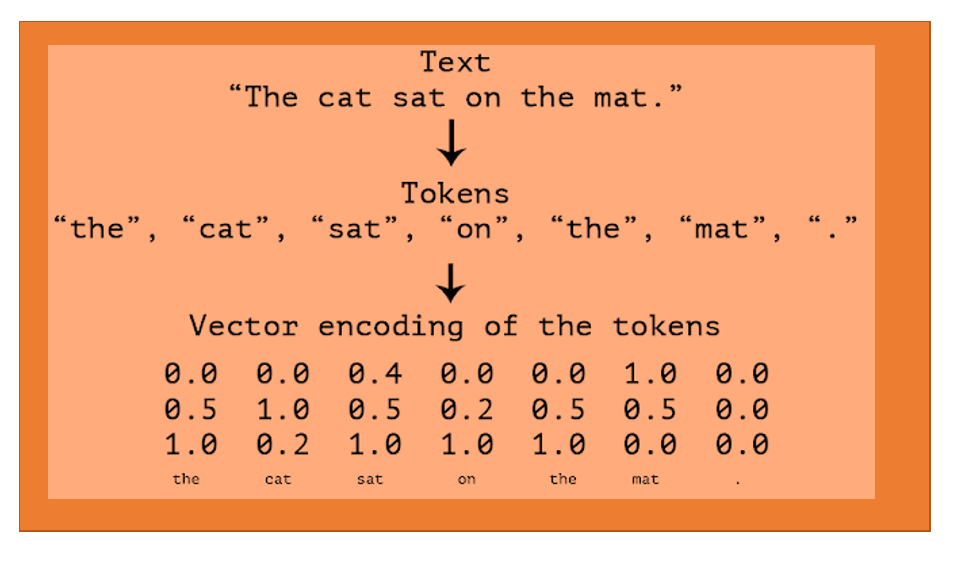 Text
“The cat sat on the mat.”
Tokens
“the”, “cat”, “sat”, “on”, “the”, “mat”, “.”
Vector encoding of the tokens
0.0 0.0 0.4 0.0 0.0 1.0 0.0
0.5 1.0 0.5 0.2 0.5 0.5 0.0
1.0 0.2 1.0 1.0 1.0 0.0 0.0
the cat sat on the mat .